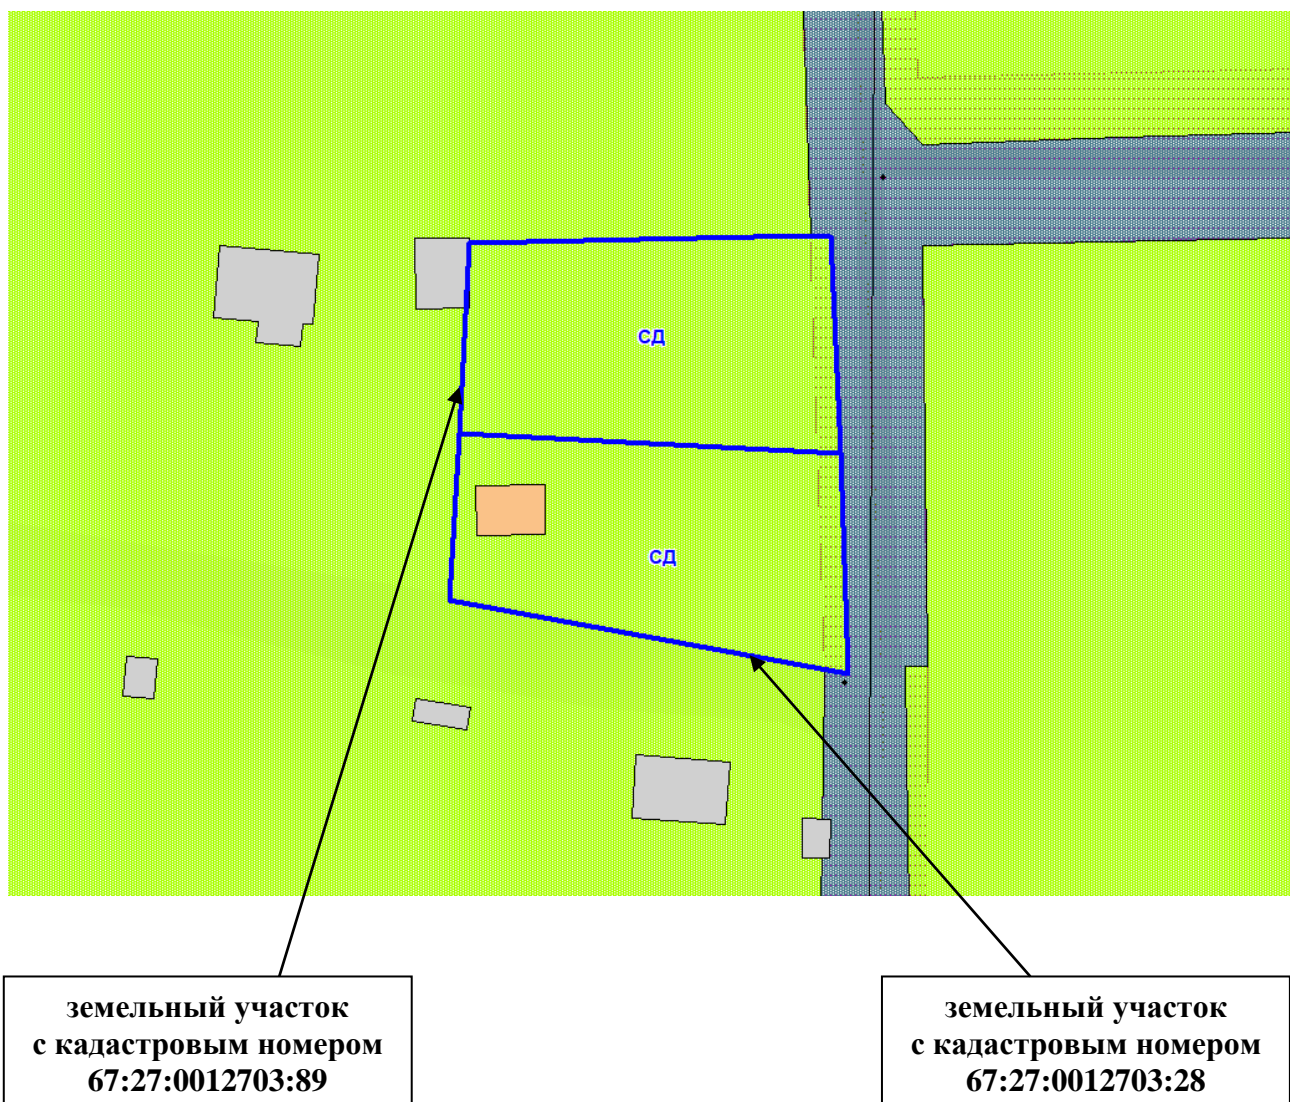 СД
СД
земельный участок
с кадастровым номером
67:27:0012703:89
земельный участок
с кадастровым номером
67:27:0012703:28